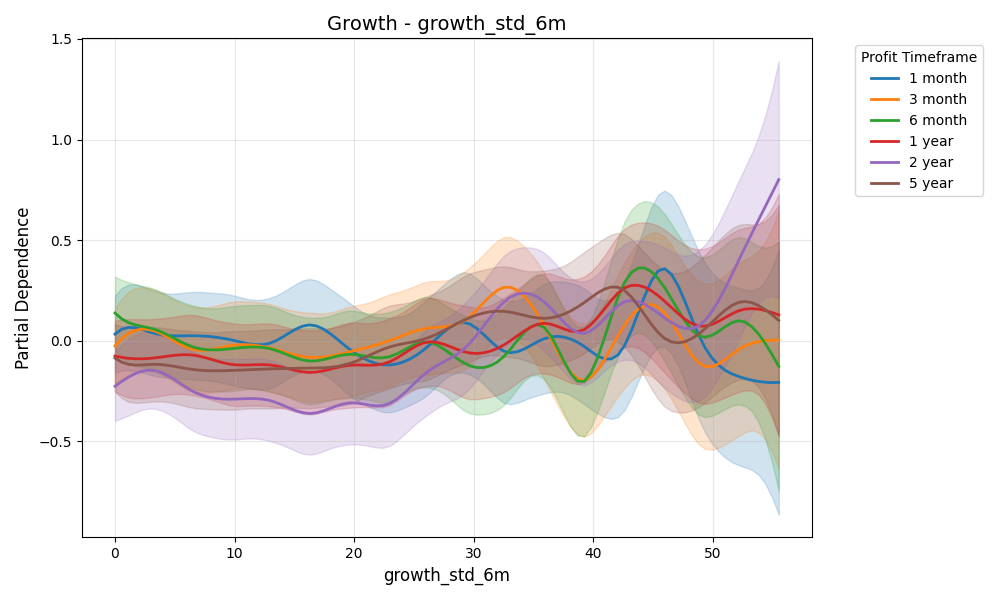 Growth - growth_std_6m
Profit Timeframe
1 month
3 month
6 month
1 year
2 year
5 year
Partial Dependence
1.5
1.0
0.5
0.0
−0.5
0
10
20
30
40
50
growth_std_6m